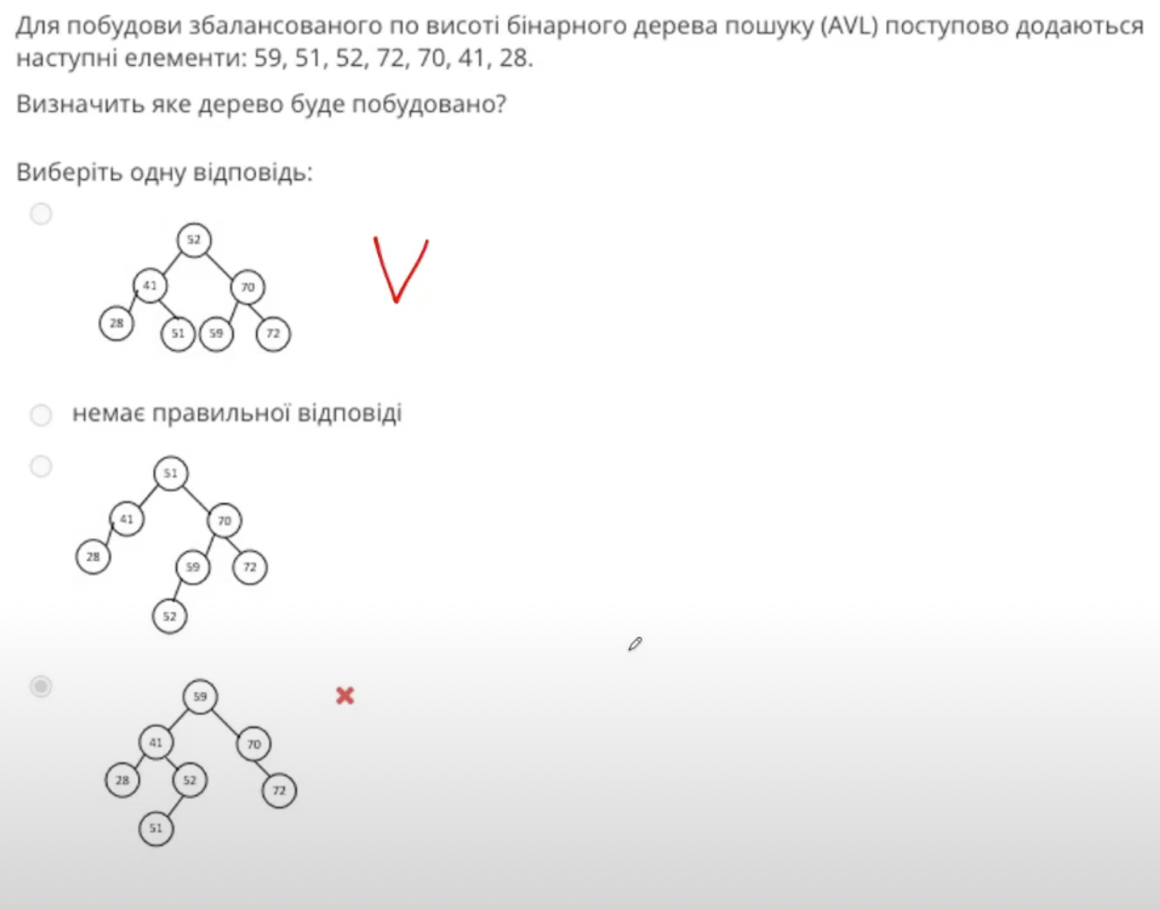 Для побудови збалансованого по висоті бінарного дерева пошуку (AVL) поступово додаються
наступні елементи: 59, 51, 52, 72, 70, 41, 28.
Визначить яке дерево буде побудовано?
Виберіть одну відповідь:
52
41 70
28 51 59 72
немає правильної відповіді
51
41 70
28 59 72
52
59
41 70
28 52 72
51